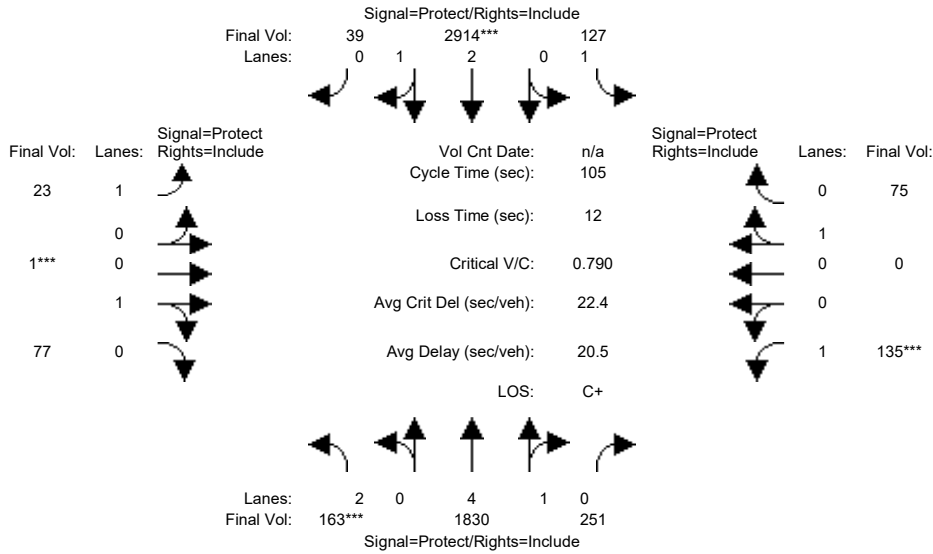 Signal=Protect/Rights=Include
Final Vol: 39 2914*** 127
Lanes: 0 1 2 0 1
Signal=Protect
Final Vol: Lanes: Rights=Include
Vol Cnt Date: n/a
Signal=Protect
Rights=Include Lanes: Final Vol:
Cycle Time (sec): 105
23 1
0 75
Loss Time (sec): 12
0
1
1*** 0
Critical V/C: 0.790
0 0
1
Avg Crit Del (sec/veh): 22.4
0
77 0
Avg Delay (sec/veh): 20.5
1 135***
LOS: C+
Lanes: 2 0 4 1 0
Final Vol: 163*** 1830 251
Signal=Protect/Rights=Include